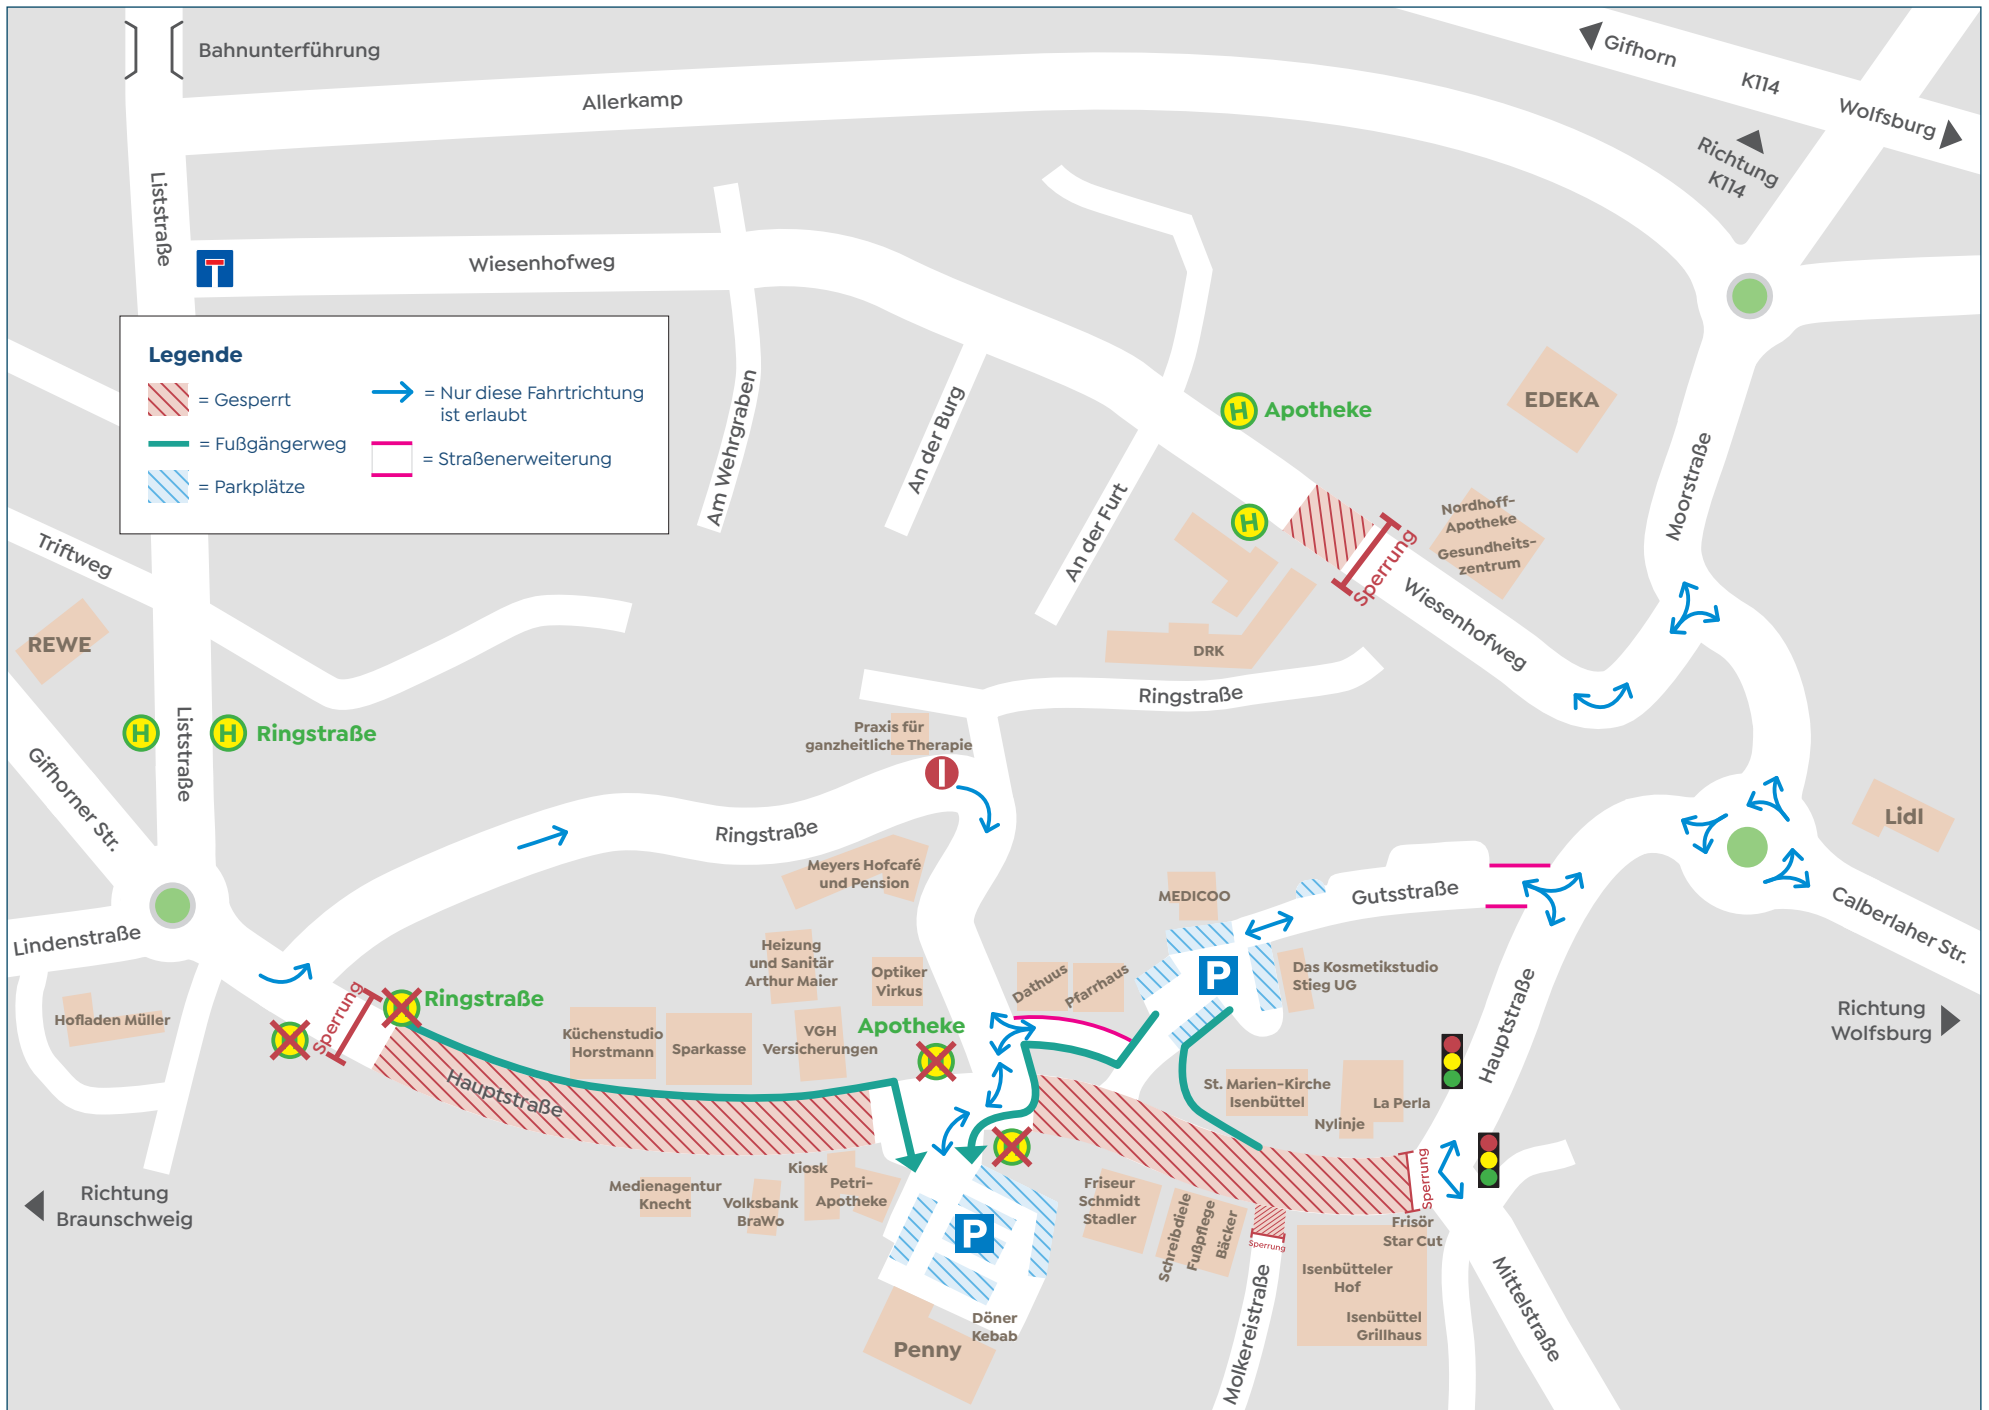 Bahnunterführung
Allerkamp
Gifhorn
K114
Wolfsburg
Richtung
K114
Liststraße
T
Wiesenhofweg
Legende
= Gesperrt
= Fußgängerweg
= Parkplätze
= Nur diese Fahrtrichtung
ist erlaubt
= Straßenerweiterung
Am Wehrgraben
An der Burg
An der Furt
H Apotheke
H
EDEKA
Moorstraße
Nordhoff-
Apotheke
Gesundheits-
zentrum
Sperrung
Wiesenhofweg
Triftweg
REWE
DRK
Ringstraße
H
Liststraße
H Ringstraße
Gifhorner Str.
Praxis für
ganzheitliche Therapie
Ringstraße
Meyers Hofcafé
und Pension
Lidl
MEDICOO
Gutsstraße
Calberlaher Str.
Lindenstraße
Heizung
und Sanitär
Arthur Maier
Optiker
Virkus
Dathuus
Pfarrhaus
P
Das Kosmetikstudio
Stieg UG
Hauptstraße
Richtung
Wolfsburg
Hofladen Müller
Sperrung
Ringstraße
Küchenstudio
Horstmann
Sparkasse
VGH
Versicherungen
Apotheke
Hauptstraße
St. Marien-Kirche
Isenbüttel
La Perla
Nylinje
Sperrung
Richtung
Braunschweig
Medienagentur
Knecht
Volksbank
BraWo
Kiosk
Petri-
Apotheke
P
Friseur
Schmidt
Stadler
Schreibdiele
Fußpflege
Bäcker
Sperrung
Molkereistraße
Frisör
Star Cut
Isenbütteler
Hof
Isenbüttel
Grillhaus
Mittelstraße
Döner
Kebab
Penny